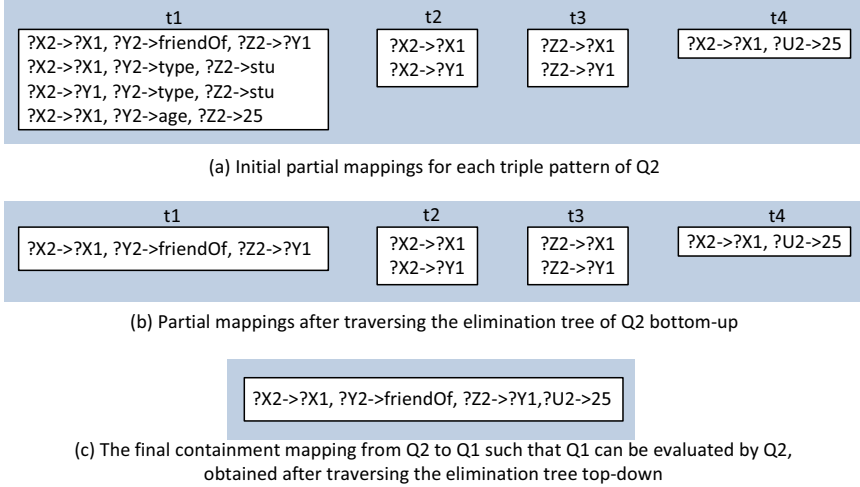 t1 t2 t3 t4
?X2->?X1, ?Y2->friendOf, ?Z2->?Y1
?X2->?X1, ?Y2->type, ?Z2->stu
?X2->?Y1, ?Y2->type, ?Z2->stu
?X2->?X1, ?Y2->age, ?Z2->25
?X2->?X1
?X2->?Y1
?Z2->?X1
?Z2->?Y1
?X2->?X1, ?U2->25
(a) Initial partial mappings for each triple pattern of Q2
t1 t2 t3 t4
?X2->?X1, ?Y2->friendOf, ?Z2->?Y1
?X2->?X1
?X2->?Y1
?Z2->?X1
?Z2->?Y1
?X2->?X1, ?U2->25
(b) Partial mappings after traversing the elimination tree of Q2 bottom-up
?X2->?X1, ?Y2->friendOf, ?Z2->?Y1,?U2->25
(c) The final containment mapping from Q2 to Q1 such that Q1 can be evaluated by Q2,
obtained after traversing the elimination tree top-down